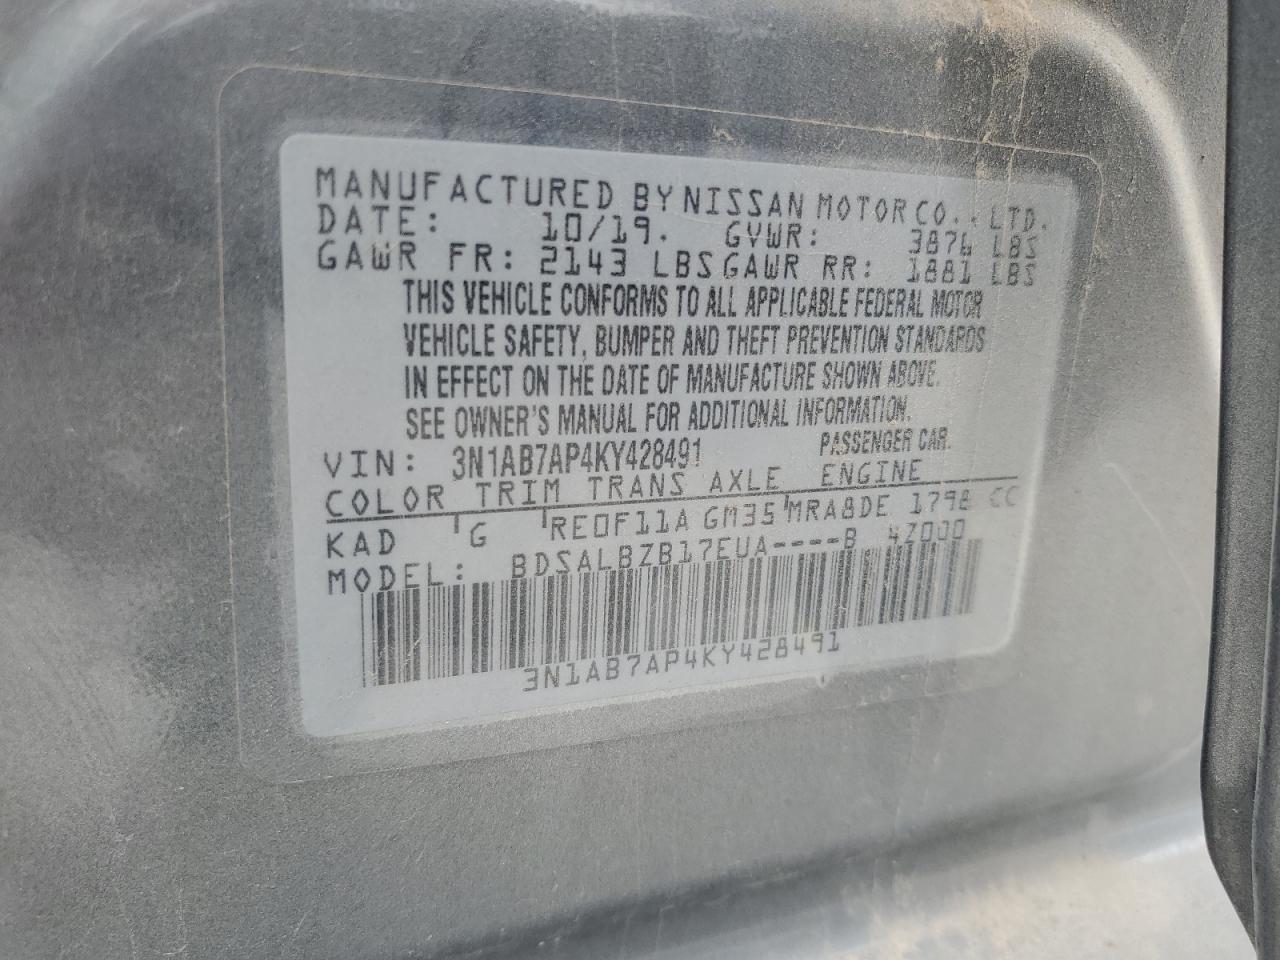 MANUFACTURED BY NISSAN MOTOR CO., LTD.
DATE: 10/19. GVWR: 3876 LBS
GAWR FR: 2143 LBS GAWR RR: 1881 LBS
THIS VEHICLE CONFORMS TO ALL APPLICABLE FEDERAL MOTOR
VEHICLE SAFETY, BUMPER AND THEFT PREVENTION STANDARDS
IN EFFECT ON THE DATE OF MANUFACTURE SHOWN ABOVE.
SEE OWNER'S MANUAL FOR ADDITIONAL INFORMATION.
VIN: 3N1AB7AP4KY428491 PASSENGER CAR.
COLOR TRIM TRANS AXLE ENGINE
KAD G RE0F11A GM35 MRA8DE 1798 CC
MODEL: BDSALBZB17EUA----B 4Z000
3N1AB7AP4KY428491